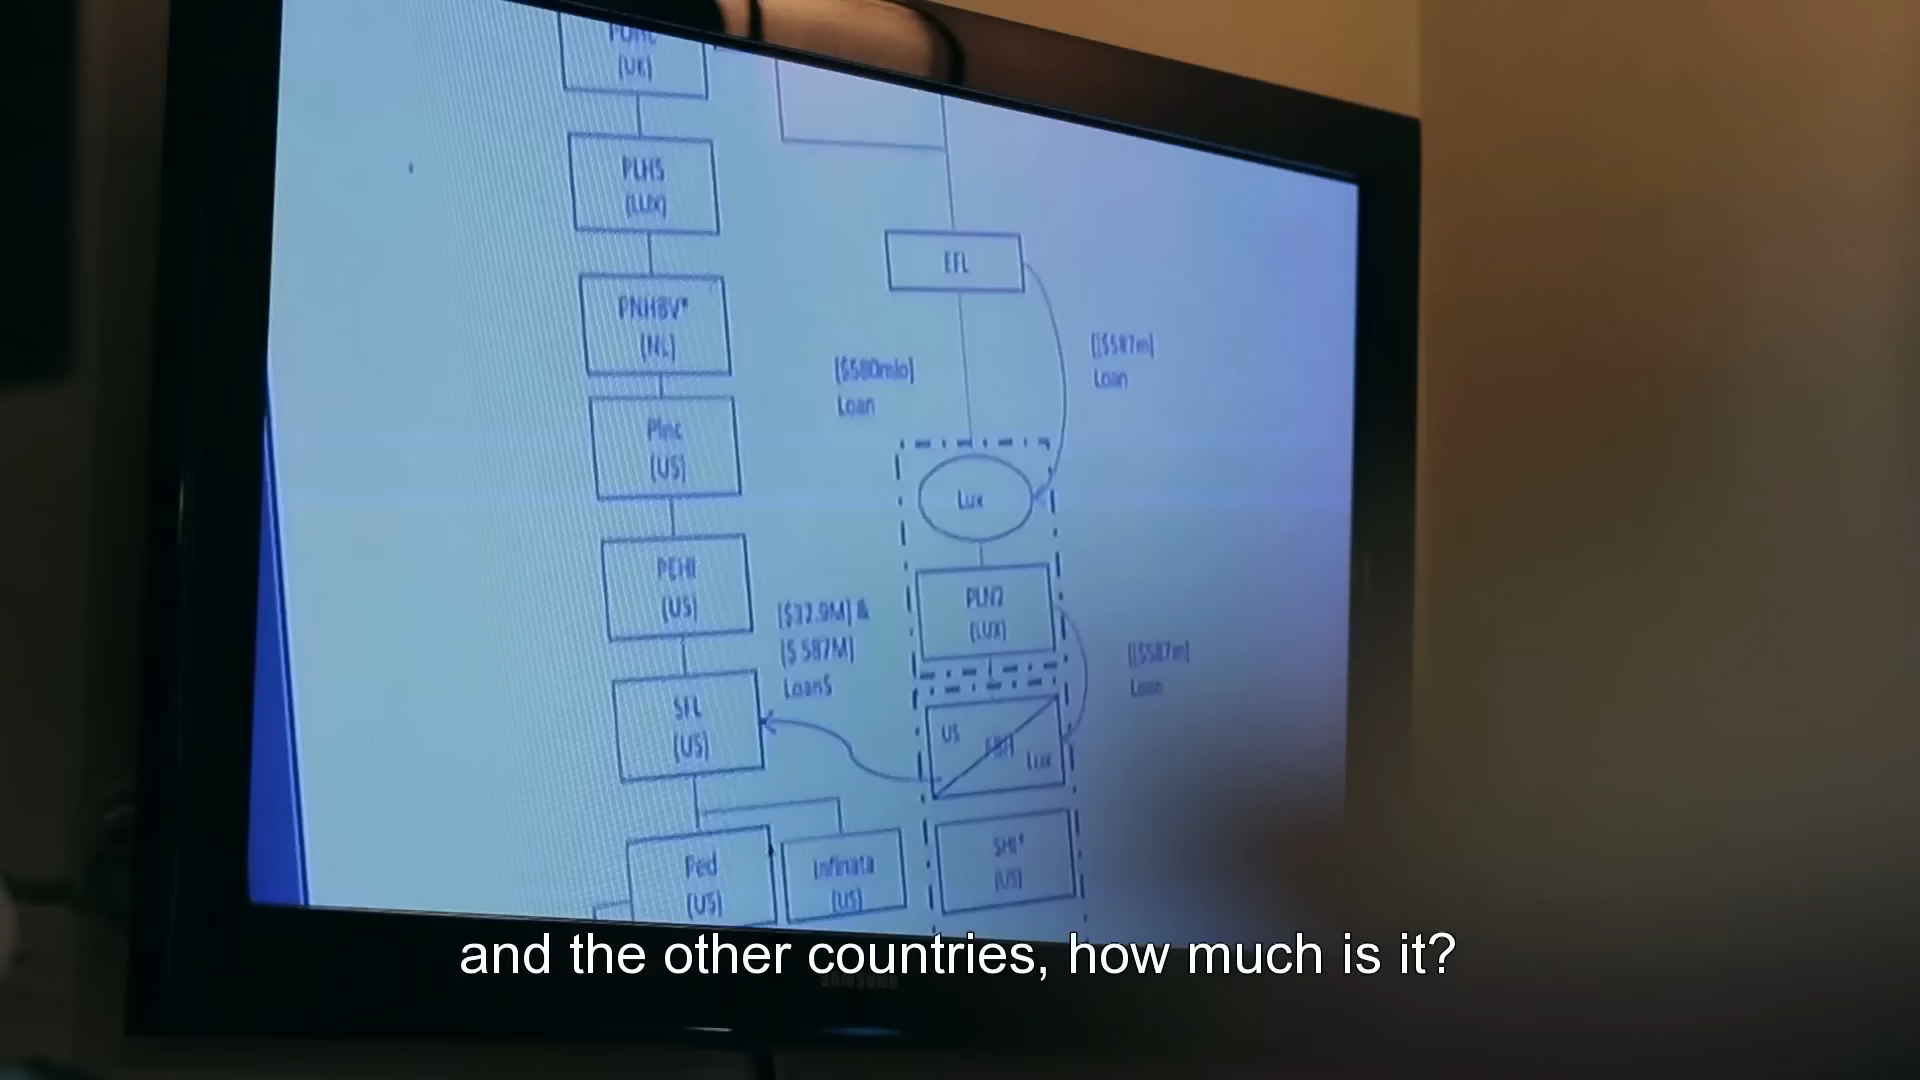 (UK)
PLHS
(LUX)
PNHBV*
(NL)
PInc
(US)
PEHI
(US)
SFL
(US)
Ped
(US)
Infinata
(US)
EFL
[$580mio]
Loan
[$587m]
Loan
Lux
PLN2
(LUX)
[$32.9M] &
[$ 587M]
LoanS
[$587m]
Loan
US
Lux
SHI*
(US)
and the other countries, how much is it?
SAMSUNG